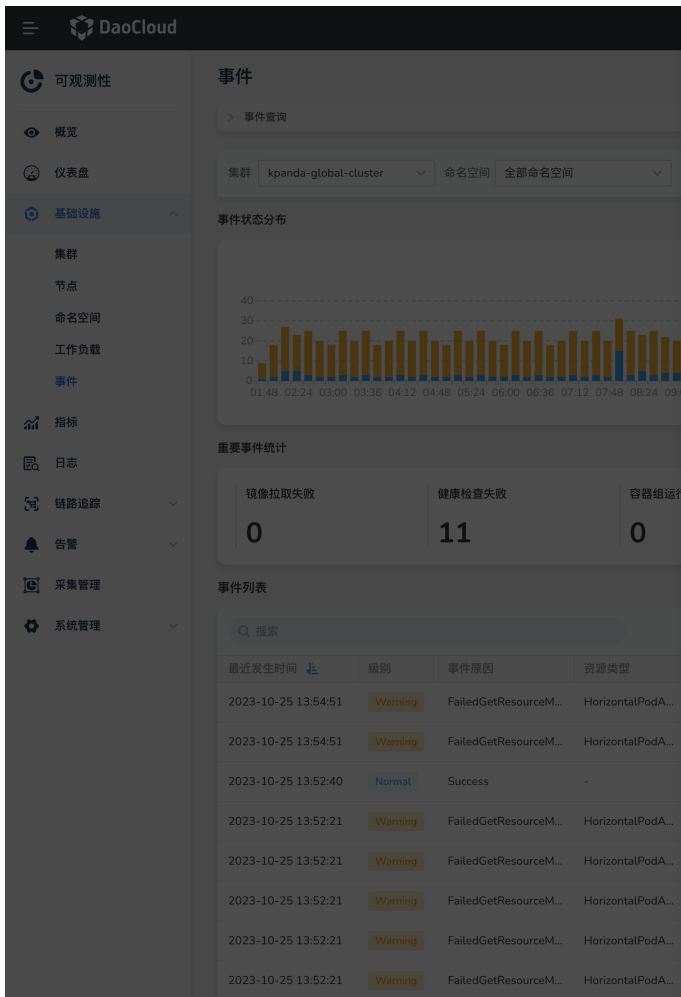 DaoCloud
可观测性
概览
仪表盘
基础设施
集群
节点
命名空间
工作负载
事件
指标
日志
链路追踪
告警
采集管理
系统管理
事件
事件查询
集群 kpanda-global-cluster 命名空间 全部命名空间
事件状态分布
40
30
20
10
0
01:48 02:24 03:00 03:36 04:12 04:48 05:24 06:00 06:36 07:12 07:48 08:24 09:
重要事件统计
镜像拉取失败 健康检查失败 容器组运行
0 11 0
事件列表
搜索
最近发生时间 级别 事件原因 资源类型
2023-10-25 13:54:51 Warning FailedGetResourceM... HorizontalPodA...
2023-10-25 13:54:51 Warning FailedGetResourceM... HorizontalPodA...
2023-10-25 13:52:40 Normal Success -
2023-10-25 13:52:21 Warning FailedGetResourceM... HorizontalPodA...
2023-10-25 13:52:21 Warning FailedGetResourceM... HorizontalPodA...
2023-10-25 13:52:21 Warning FailedGetResourceM... HorizontalPodA...
2023-10-25 13:52:21 Warning FailedGetResourceM... HorizontalPodA...
2023-10-25 13:52:21 Warning FailedGetResourceM... HorizontalPodA...